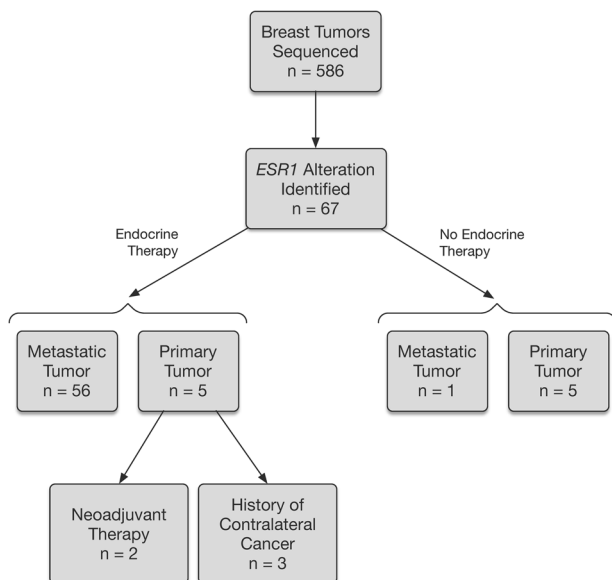 Breast Tumors
Sequenced
n = 586
ESR1 Alteration
Identified
n = 67
Endocrine
Therapy
No Endocrine
Therapy
Metastatic
Tumor
n = 56
Primary
Tumor
n = 5
Metastatic
Tumor
n = 1
Primary
Tumor
n = 5
Neoadjuvant
Therapy
n = 2
History of
Contralateral
Cancer
n = 3